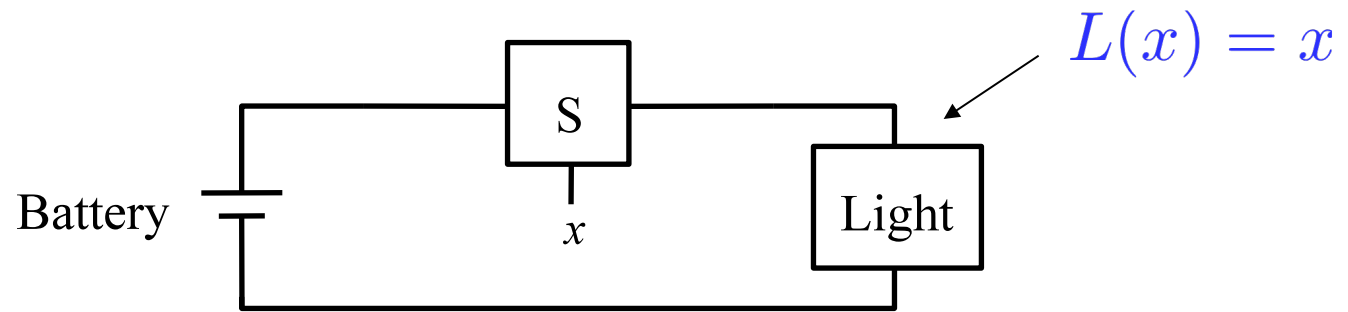 L(x) = x
S
Battery
x
Light